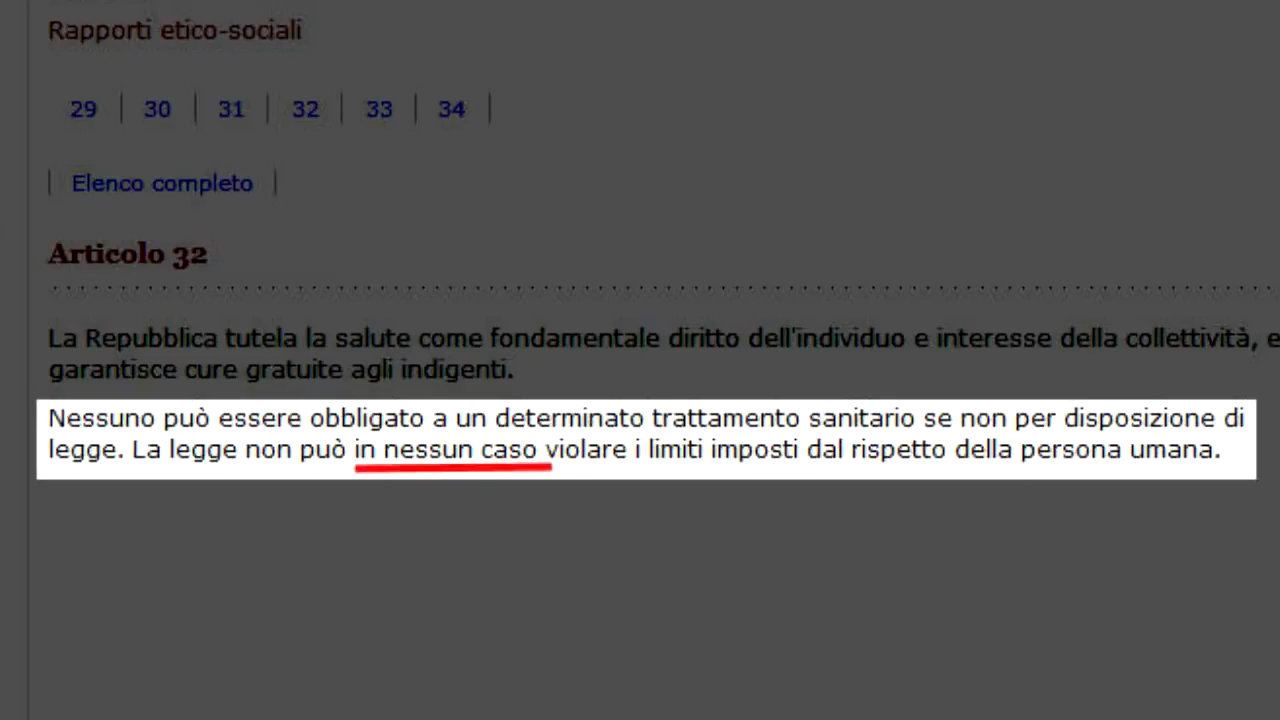 Rapporti etico-sociali
29 | 30 | 31 | 32 | 33 | 34 |
| Elenco completo |
Articolo 32
La Repubblica tutela la salute come fondamentale diritto dell'individuo e interesse della collettività, e
garantisce cure gratuite agli indigenti.
Nessuno può essere obbligato a un determinato trattamento sanitario se non per disposizione di
legge. La legge non può in nessun caso violare i limiti imposti dal rispetto della persona umana.